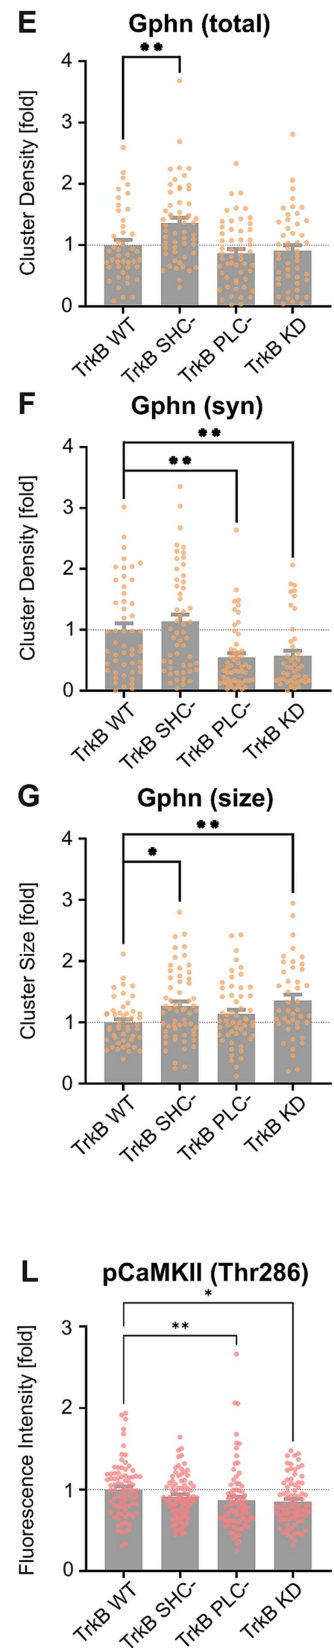 E
Gphn (total)
**
Cluster Density [fold]
4
3
2
1
0
TrkB WT
TrkB SHC-
TrkB PLC-
TrkB KD
F
Gphn (syn)
**
**
Cluster Density [fold]
4
3
2
1
0
TrkB WT
TrkB SHC-
TrkB PLC-
TrkB KD
G
Gphn (size)
**
*
Cluster Size [fold]
4
3
2
1
0
TrkB WT
TrkB SHC-
TrkB PLC-
TrkB KD
L
pCaMKII (Thr286)
*
**
Fluorescence Intensity [fold]
3
2
1
0
TrkB WT
TrkB SHC-
TrkB PLC-
TrkB KD